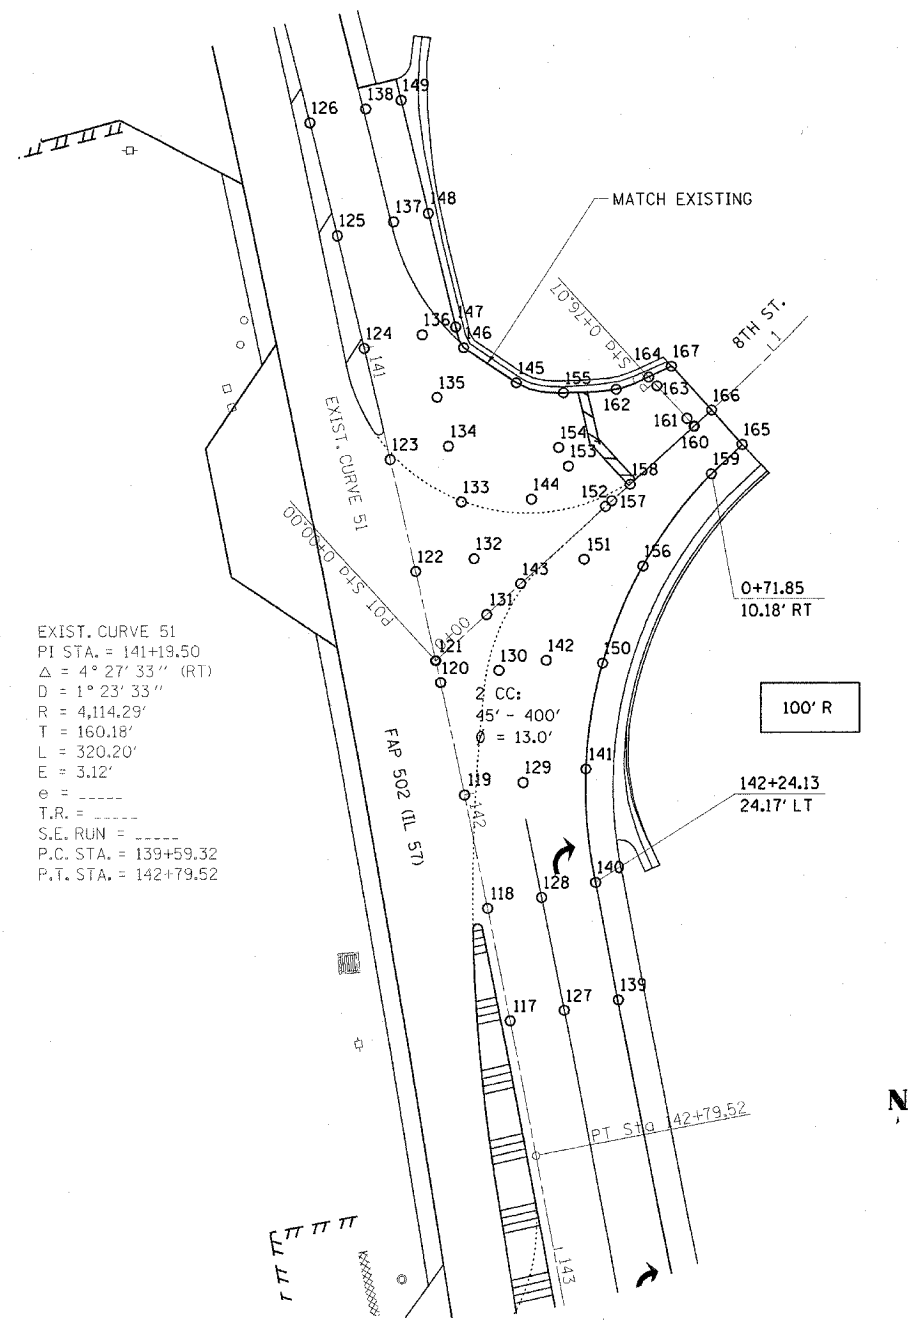 149
138
126
148
137
MATCH EXISTING
125
147
136
146
124
141
Sta 0+76.07
8TH ST.
1
167
164
163
145
155
162
135
166
161
160
165
EXIST. CURVE 51
134
154
153
123
159
158
144
152
157
133
POT Sta 0+00.00
132
151
156
122
143
0+71.85
10.18' RT
131
0+00
EXIST. CURVE 51
PI STA. = 141+19.50
Δ = 4° 27' 33" (RT)
D = 1° 23' 33"
R = 4,114.29'
T = 160.18'
L = 320.20'
E = 3.12'
e = _____
T.R. = _____
S.E. RUN = _____
P.C. STA. = 139+59.32
P.T. STA. = 142+79.52
121
120
130
142
150
2 CC:
45' - 400'
Ø = 13.0'
100' R
FAP 502 (IL 57)
129
141
119
142
142+24.13
24.17' LT
140
128
118
139
127
117
N
PT Sta 142+79.52
143